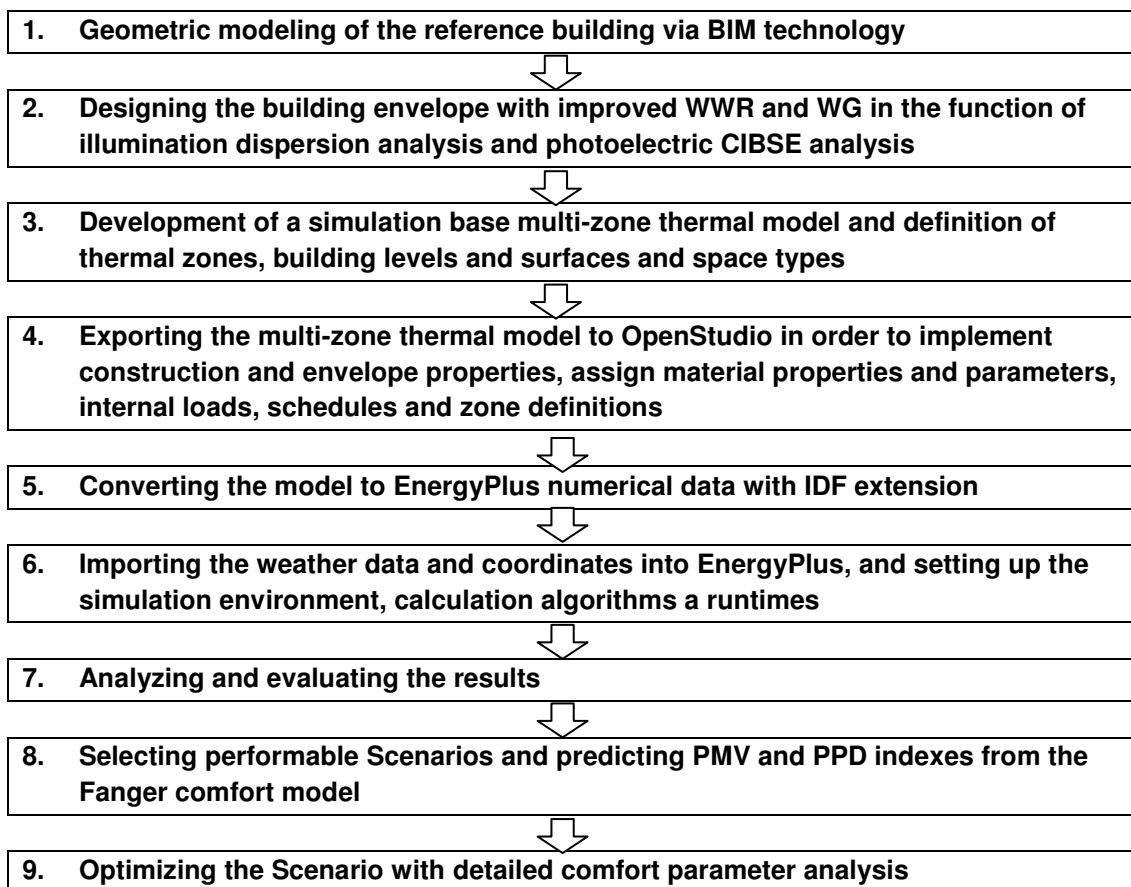 1. Geometric modeling of the reference building via BIM technology
2. Designing the building envelope with improved WWR and WG in the function of
illumination dispersion analysis and photoelectric CIBSE analysis
3. Development of a simulation base multi-zone thermal model and definition of
thermal zones, building levels and surfaces and space types
4. Exporting the multi-zone thermal model to OpenStudio in order to implement
construction and envelope properties, assign material properties and parameters,
internal loads, schedules and zone definitions
5. Converting the model to EnergyPlus numerical data with IDF extension
6. Importing the weather data and coordinates into EnergyPlus, and setting up the
simulation environment, calculation algorithms a runtimes
7. Analyzing and evaluating the results
8. Selecting performable Scenarios and predicting PMV and PPD indexes from the
Fanger comfort model
9. Optimizing the Scenario with detailed comfort parameter analysis